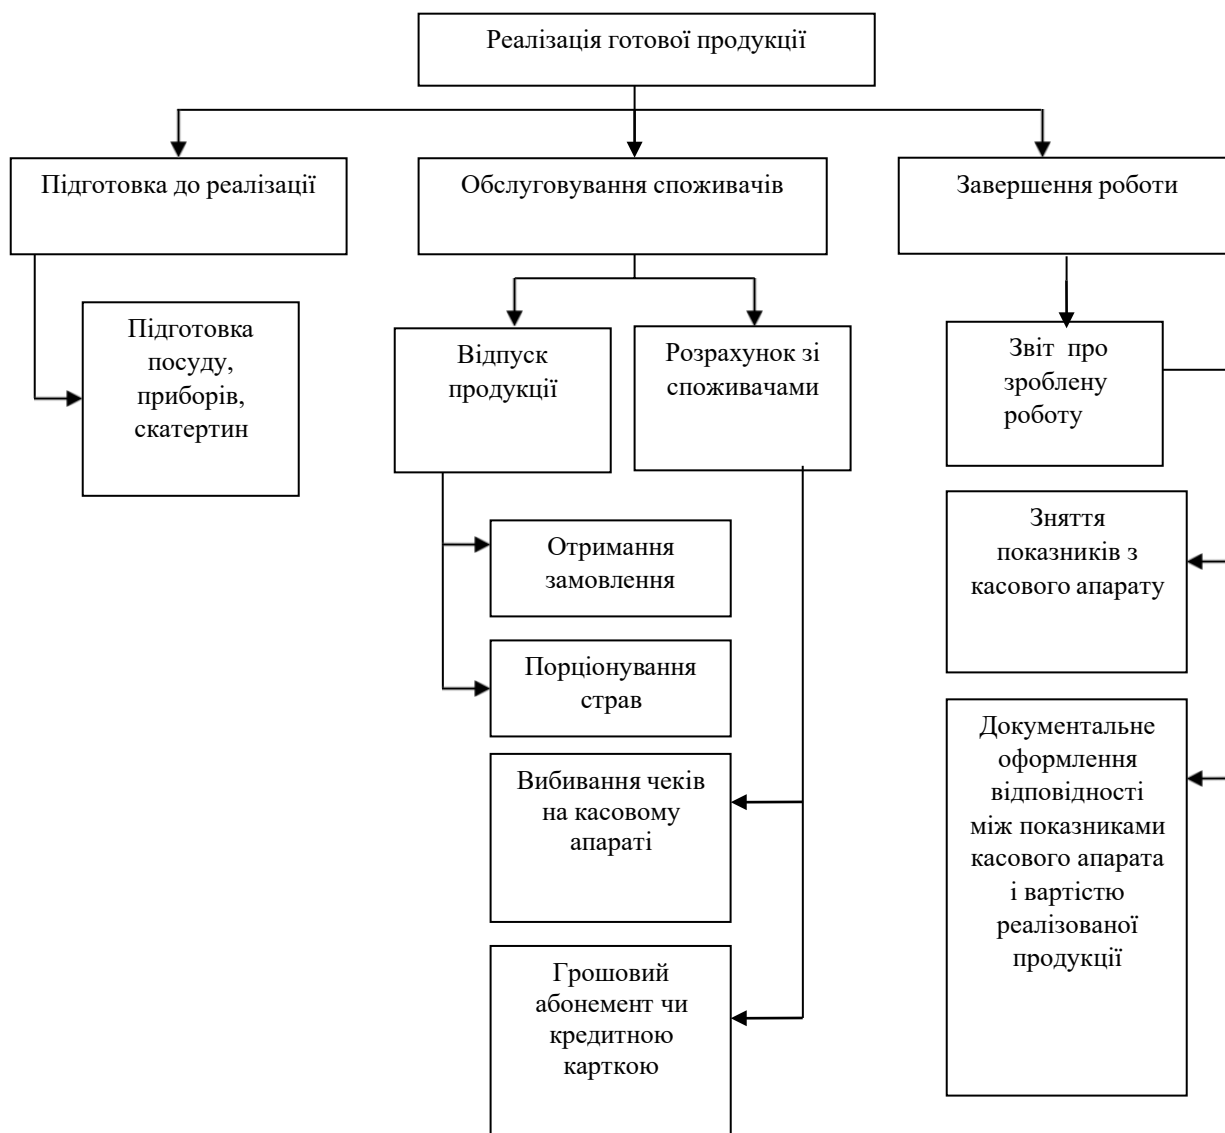 Реалізація готової продукції
Підготовка до реалізації
Обслуговування споживачів
Завершення роботи
Підготовка
посуду,
приборів,
скатертин
Відпуск
продукції
Розрахунок зі
споживачами
Звіт про
зроблену
роботу
Отримання
замовлення
Порціонування
страв
Вибивання чеків
на касовому
апараті
Грошовий
абонемент чи
кредитною
карткою
Зняття
показників з
касового апарату
Документальне
оформлення
відповідності
між показниками
касового апарата
і вартістю
реалізованої
продукції